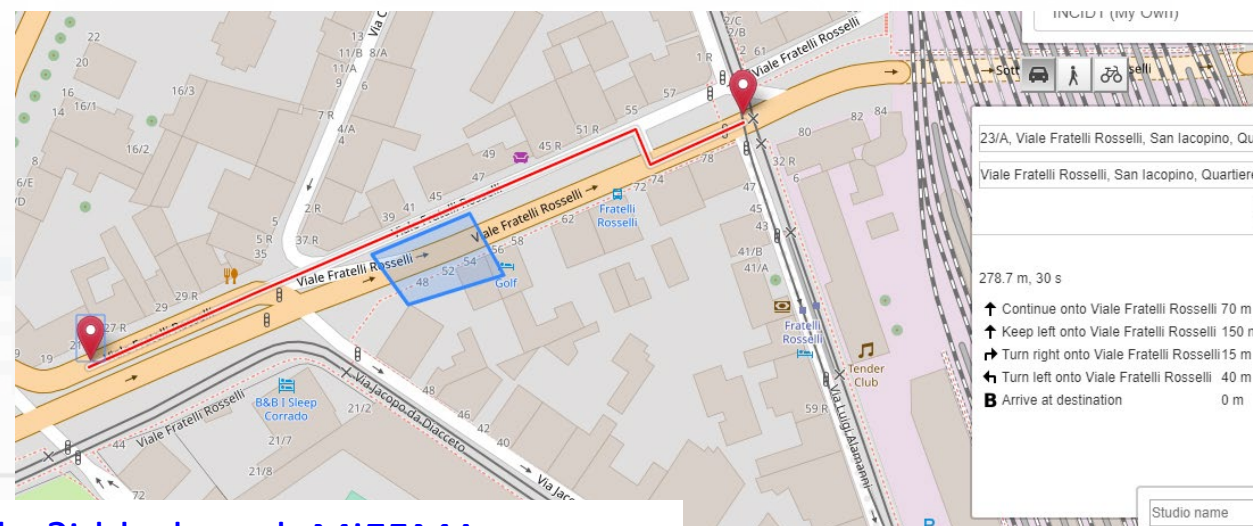 INCIDT (My Own)
Viale Fratelli Rosselli
23/A, Viale Fratelli Rosselli, San Iacopino, Qu
Viale Fratelli Rosselli, San Iacopino, Quartiere
278.7 m, 30 s
Continue onto Viale Fratelli Rosselli 70 m
Keep left onto Viale Fratelli Rosselli 150 m
Turn right onto Viale Fratelli Rosselli 15 m
Turn left onto Viale Fratelli Rosselli 40 m
B Arrive at destination 0 m
Studio name
22
20
16
16/1
14
16/3
16/2
8
6/E
13
11/B 8/A
11/A
9
6
7 R
4/A
4
2 R
5
5 R
35
37.R
39
41
45
47
49
45 R
51 R
55
57
1 R
2/C
2/B
2 61
80
82 84
78
74
72
32 R
6
47
45
43
41/B
41/A
62
58
56
54
52
48
Golf
Fratelli
Rosselli
Viale Fratelli Rosselli
Viale Fratelli Rosselli
29 R
29
27 R
19
B&B I Sleep
Corrado
21/2
21/7
21/8
44
Viale Fratelli Rosselli
72
Via Jacopo da Diacceto
48
46
42
40
Via Jac
Fratelli
Rosselli
Tender
Club
59 R
Via Luigi Alamanni